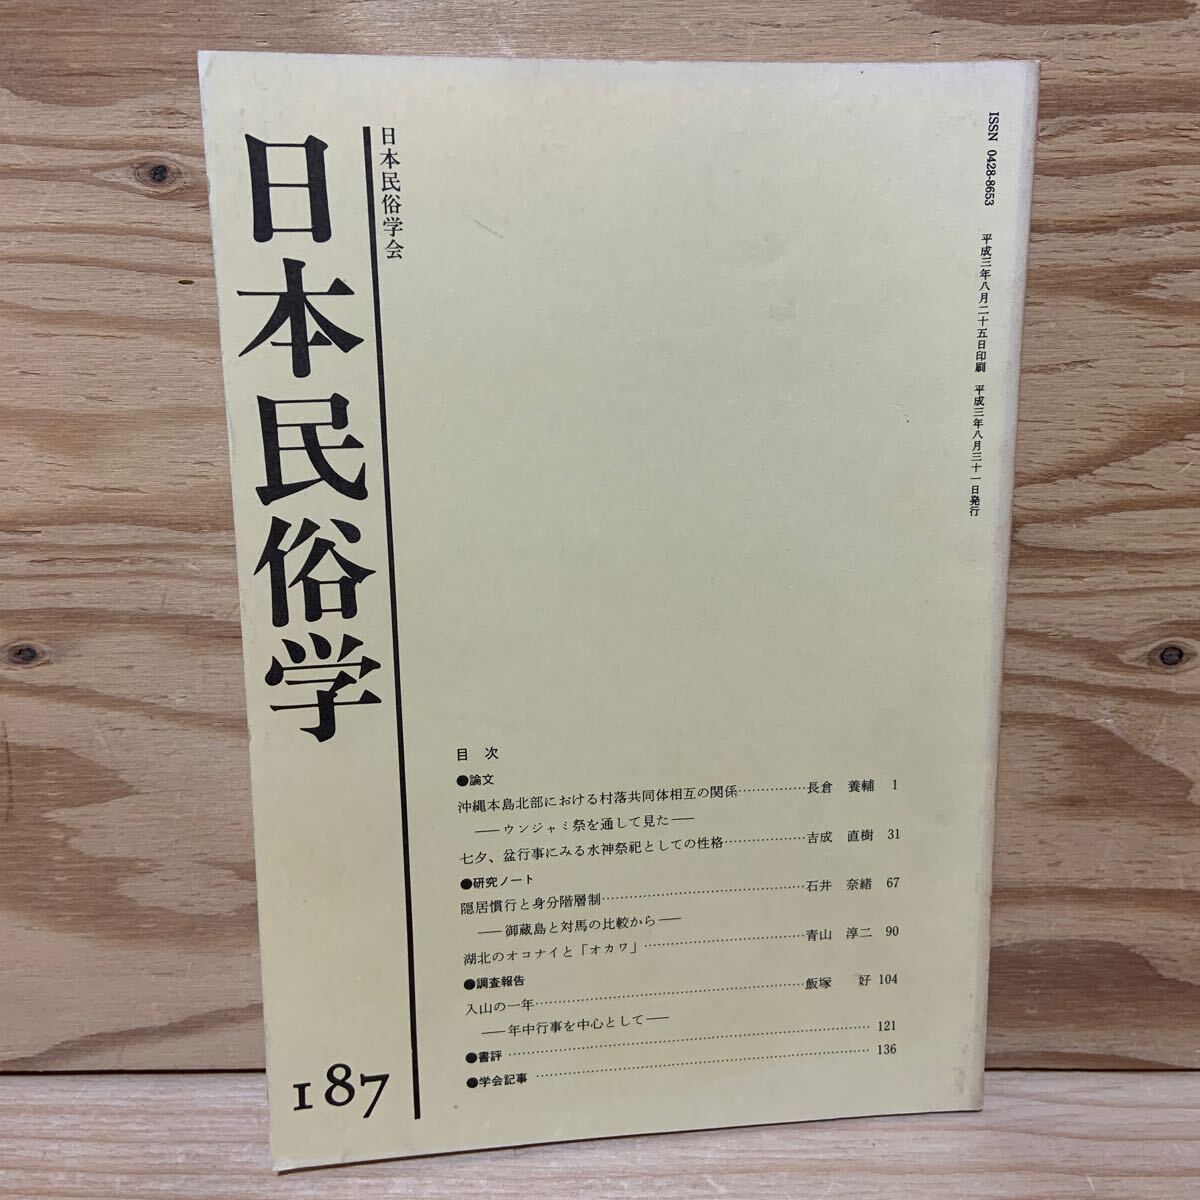 ISSN 0428-8653 平成三年八月二十五日印刷 平成三年八月三十一日発行
日本民俗学会
日本民俗学
187
目 次
●論文
沖縄本島北部における村落共同体相互の関係……………長倉 養輔 1
――ウンジャミ祭を通して見た――
七夕、盆行事にみる水神祭祀としての性格………………吉成 直樹 31
●研究ノート
隠居慣行と身分階層制………………………………石井 奈緒 67
――御蔵島と対馬の比較から――
湖北のオコナイと「オカワ」…………………………青山 淳二 90
●調査報告
入山の一年……………………………………………飯塚 好 104
――年中行事を中心として――
●書評……………………………………………………121
●学会記事………………………………………………136